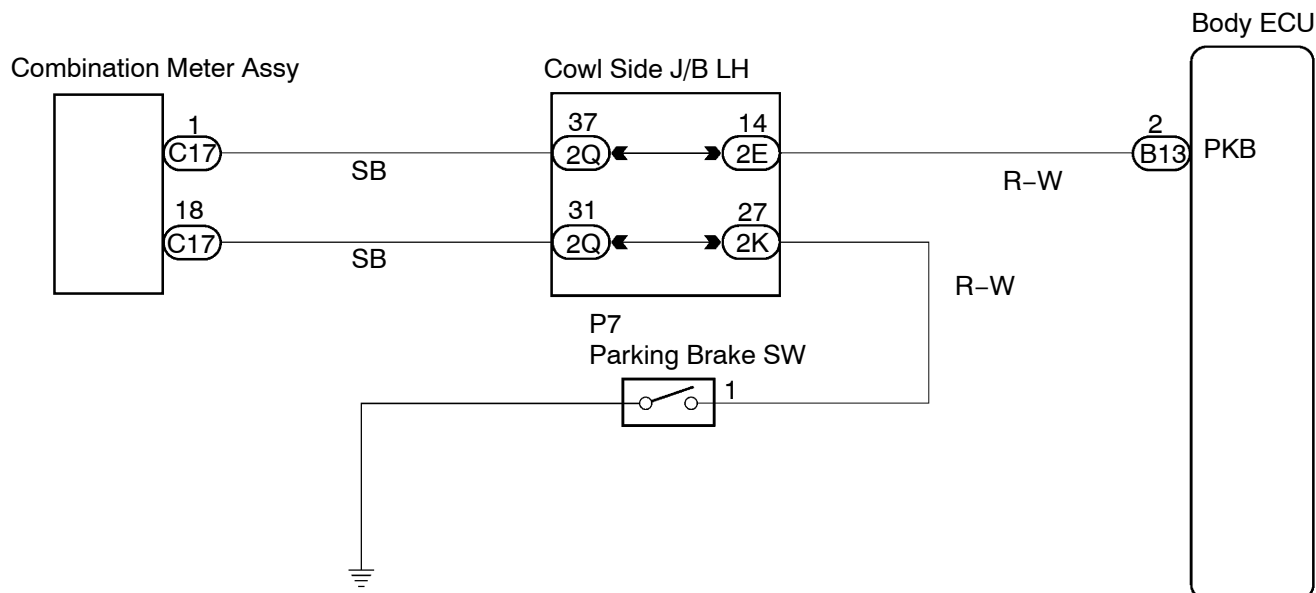 Body ECU
Combination Meter Assy
Cowl Side J/B LH
1
37
14
2
C17
2Q
2E
B13
PKB
SB
R−W
18
31
27
C17
2Q
2K
SB
R−W
P7
Parking Brake SW
1